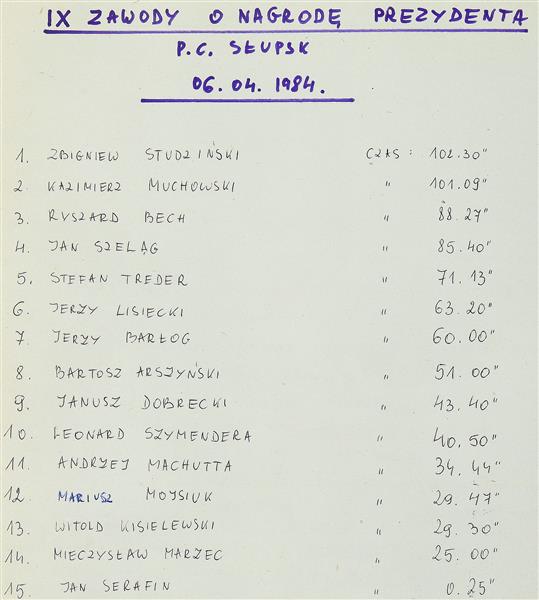 IX ZAWODY O NAGRODĘ PREZYDENTA
P.C. SŁUPSK
06.04.1984.
1. ZBIGNIEW STUDZIŃSKI CZAS : 102.30"
2. KAZIMIERZ MUCHOWSKI " 101.09"
3. RYSZARD BECH " 88.27"
4. JAN SZELĄG " 85.40"
5. STEFAN TREDER " 71.13"
6. JERZY LISIECKI " 63.20"
7. JERZY BARŁOG " 60.00"
8. BARTOSZ ARSZYŃSKI " 51.00"
9. JANUSZ DOBRECKI " 43.40"
10. LEONARD SZYMENDERA " 40.50"
11. ANDRZEJ MACHUTTA " 34.44"
12 MARIUSZ MOJSIUK " 29.47"
13. WITOLD KISIELEWSKI " 29.30"
14. MIECZYSŁAW MARZEC " 25.00"
15. JAN SERAFIN " 0.25"